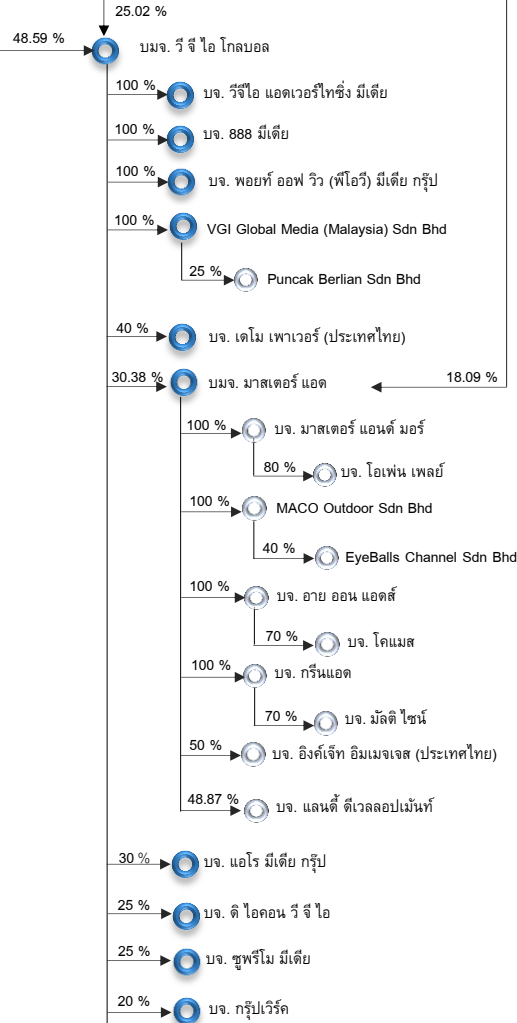 25.02 %
48.59 %
บมจ. วี จี ไอ โกลบอล
100 %
บจ. วีจีไอ แอดเวอร์ไทซิ่ง มีเดีย
100 %
บจ. 888 มีเดีย
100 %
บจ. พอยท์ ออฟ วิว (พีโอวี) มีเดีย กรุ๊ป
100 %
VGI Global Media (Malaysia) Sdn Bhd
25 %
Puncak Berlian Sdn Bhd
40 %
บจ. เดโม เพาเวอร์ (ประเทศไทย)
30.38 %
บมจ. มาสเตอร์ แอด
18.09 %
100 %
บจ. มาสเตอร์ แอนด์ มอร์
80 %
บจ. โอเพ่น เพลย์
100 %
MACO Outdoor Sdn Bhd
40 %
EyeBalls Channel Sdn Bhd
100 %
บจ. อาย ออน แอดส์
70 %
บจ. โคแมส
100 %
บจ. กรีนแอด
70 %
บจ. มัลติ ไซน์
50 %
บจ. อิงค์เจ็ท อิมเมจเจส (ประเทศไทย)
48.87 %
บจ. แลนดี้ ดีเวลลอปเม้นท์
30 %
บจ. แอโร มีเดีย กรุ๊ป
25 %
บจ. ดิ ไอคอน วี จี ไอ
25 %
บจ. ซูพรีโม มีเดีย
20 %
บจ. กรุ๊ปเวิร์ค